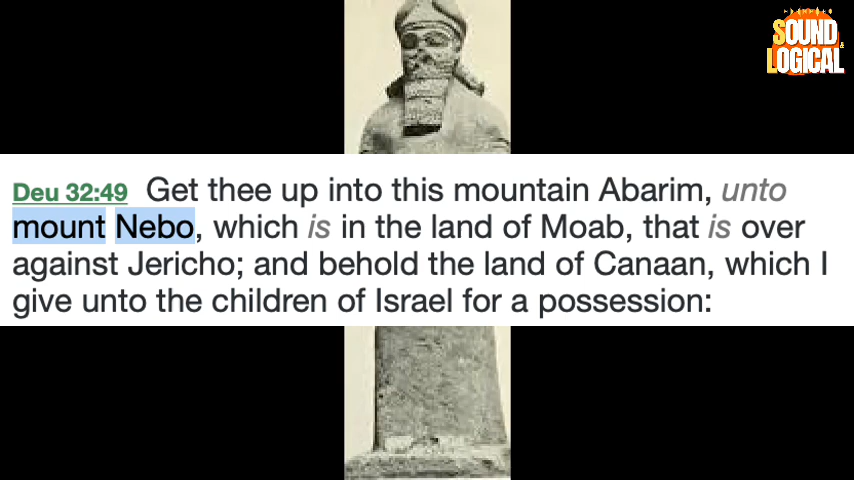 SOUND &
LOGICAL
Deu 32:49 Get thee up into this mountain Abarim, unto
mount Nebo, which is in the land of Moab, that is over
against Jericho; and behold the land of Canaan, which I
give unto the children of Israel for a possession: